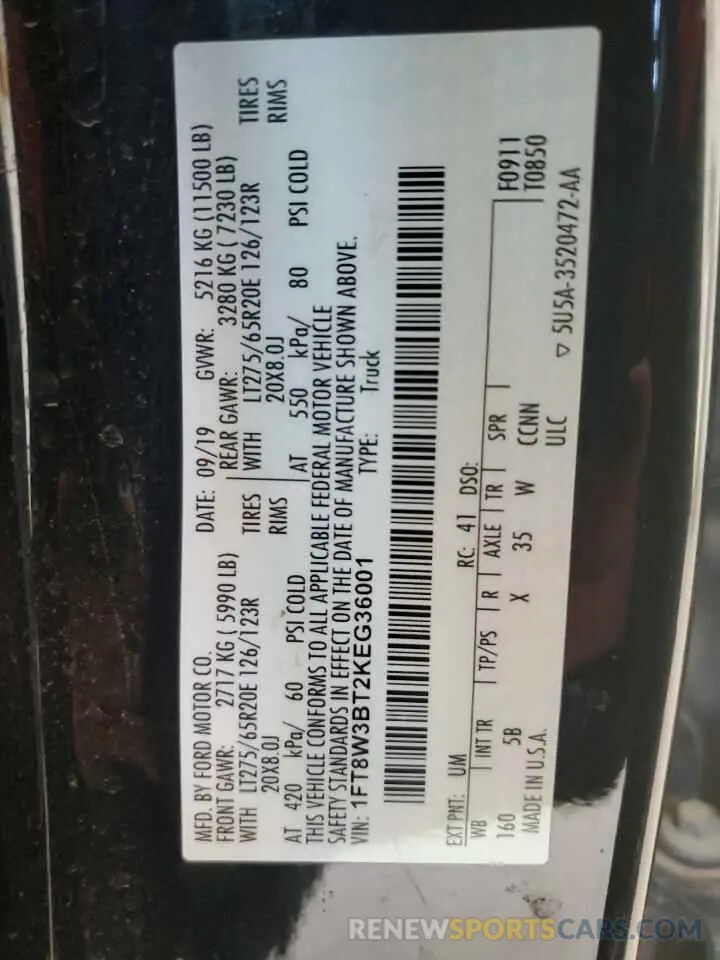 MFD. BY FORD MOTOR CO.
DATE: 09/19 GVWR: 5216 KG (11500 LB)
FRONT GAWR: 2717 KG ( 5990 LB) REAR GAWR: 3280 KG ( 7230 LB)
WITH LT275/65R20E 126/123R TIRES WITH LT275/65R20E 126/123R TIRES
20X8.0J RIMS 20X8.0J RIMS
AT 420 kPa/ 60 PSI COLD AT 550 kPa/ 80 PSI COLD
THIS VEHICLE CONFORMS TO ALL APPLICABLE FEDERAL MOTOR VEHICLE
SAFETY STANDARDS IN EFFECT ON THE DATE OF MANUFACTURE SHOWN ABOVE.
VIN: 1FT8W3BT2KEG36001 TYPE: Truck
EXT PNT: UM RC: 41 DSO:
WB INT TR TP/PS R AXLE TR SPR F0911
160 5B X 35 W CCNN T0850
MADE IN U.S.A. ULC ▽ 5U5A-3520472-AA
RENEWSPORTSCARS.COM